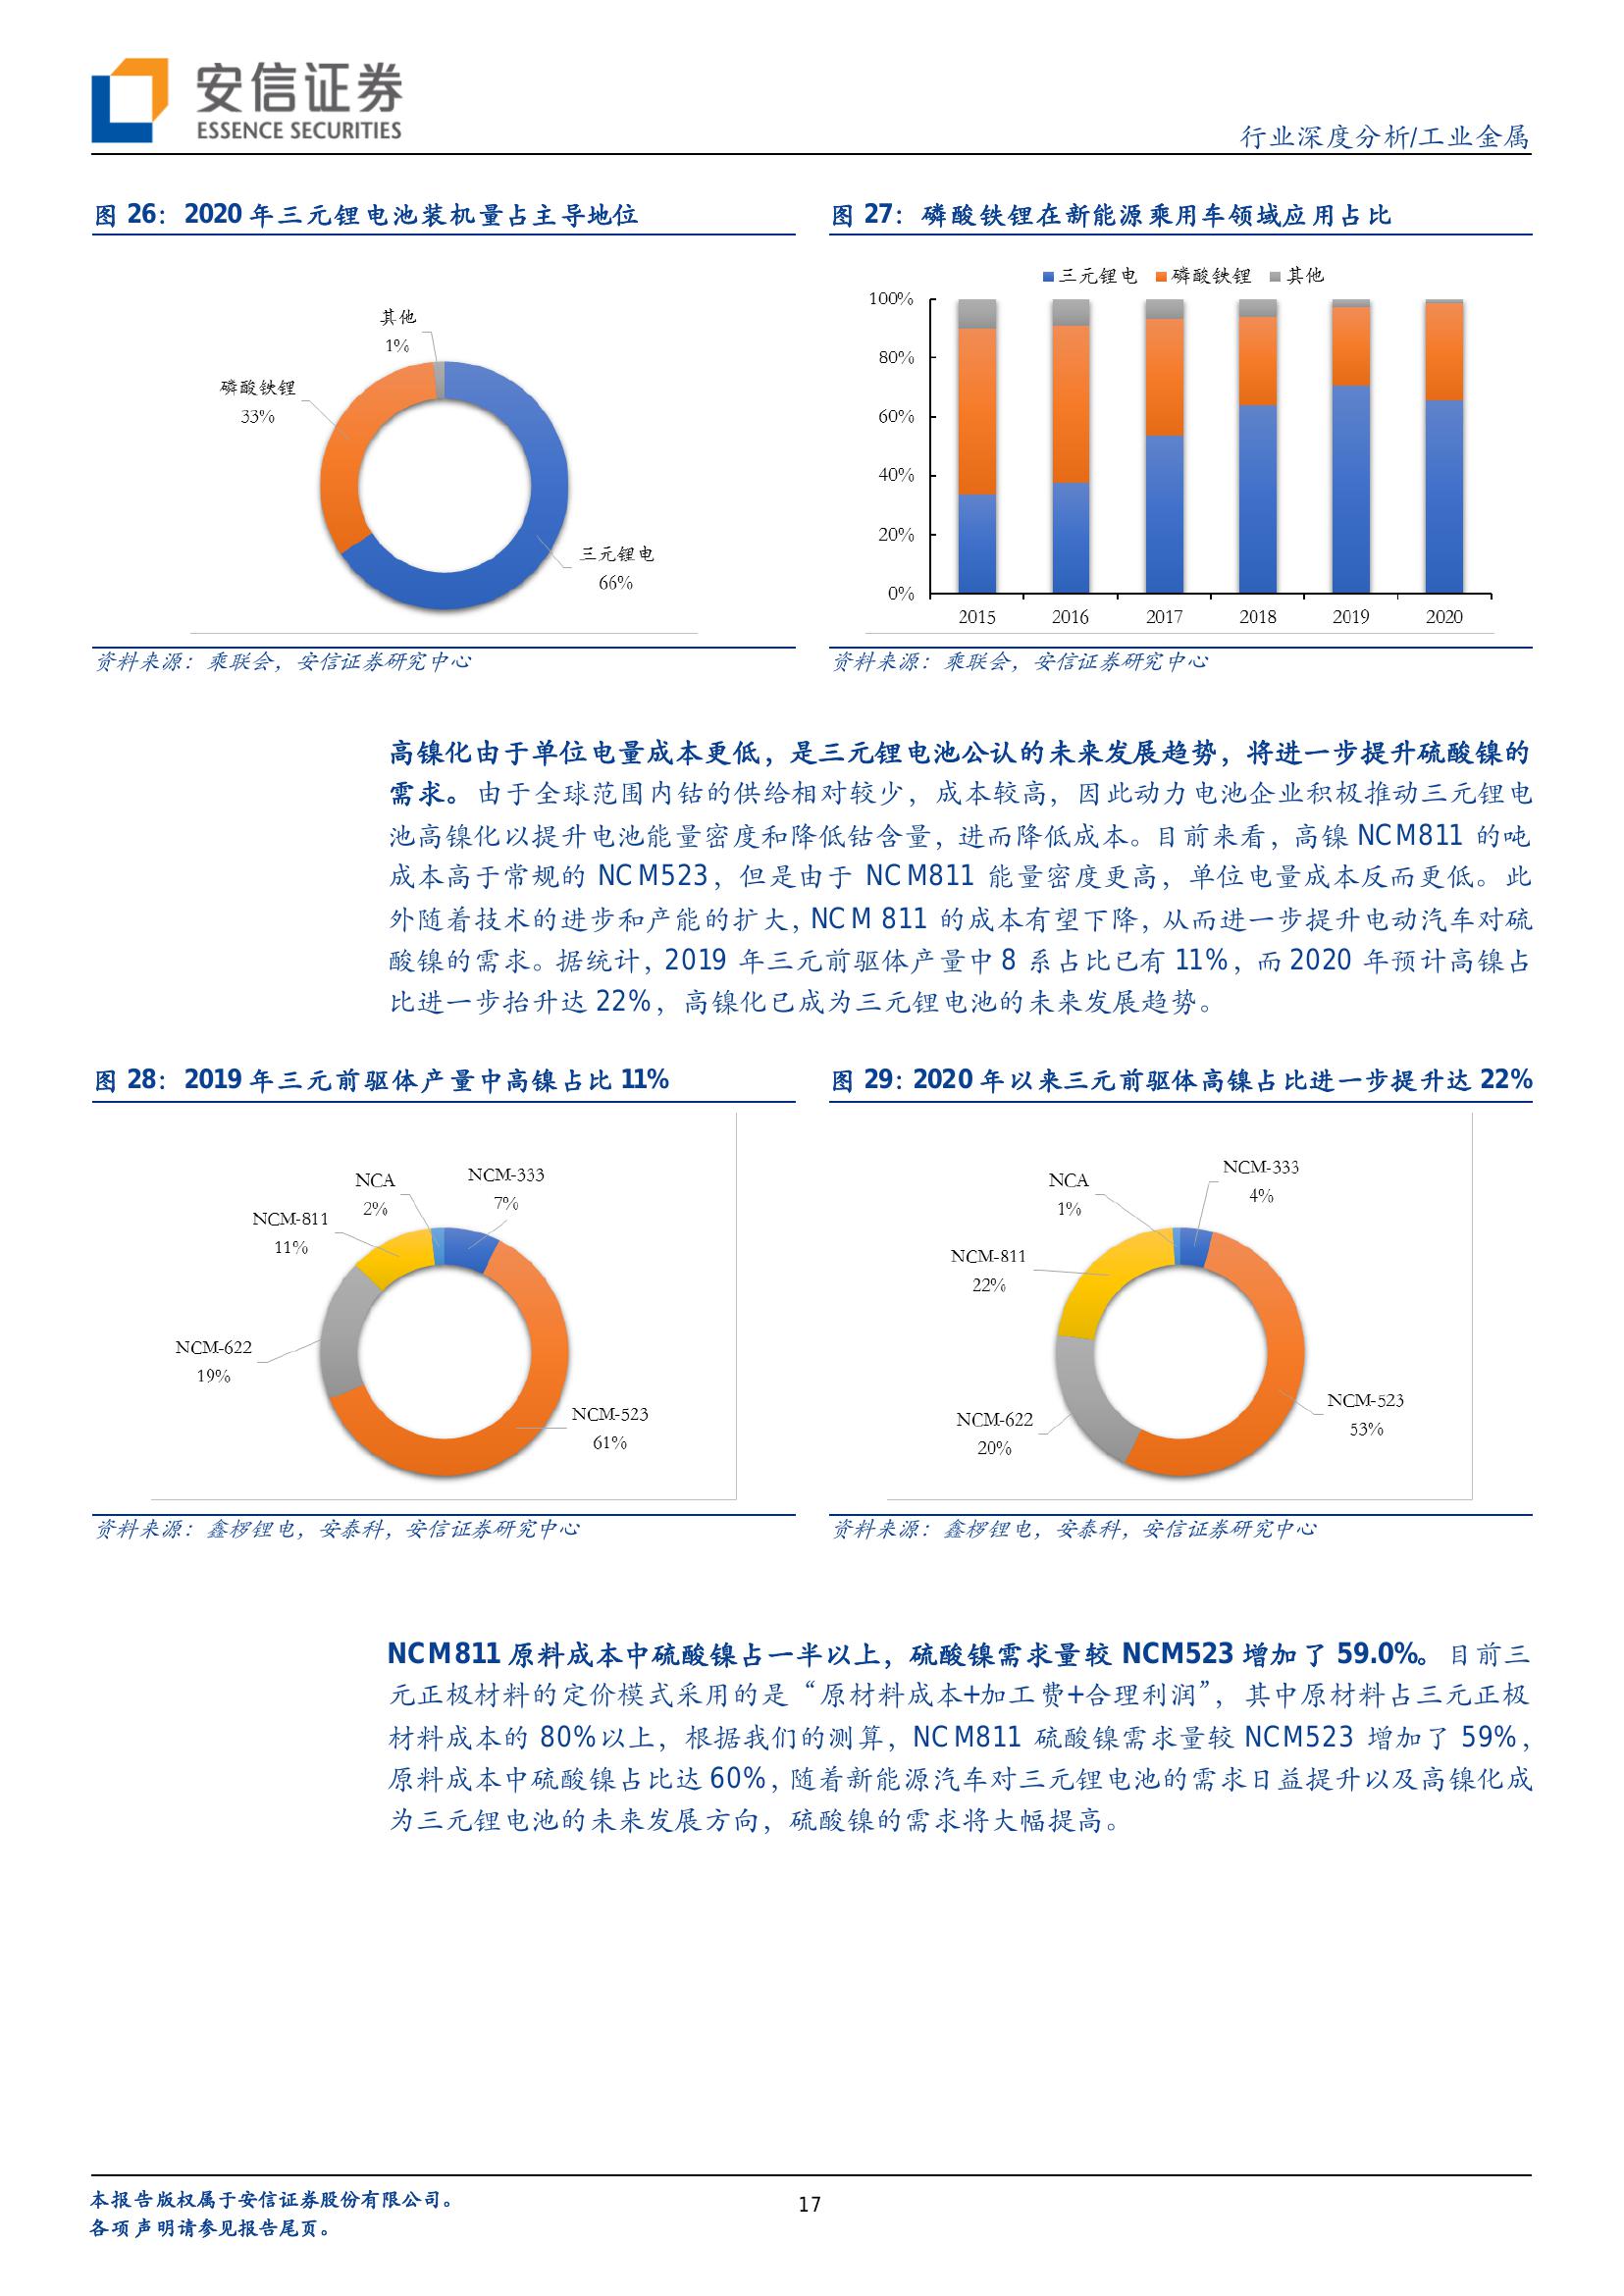 安信证券
ESSENCE SECURITIES
行业深度分析/工业金属
图 26：2020 年三元锂电池装机量占主导地位
其他
1%
磷酸铁锂
33%
三元锂电
66%
资料来源：乘联会，安信证券研究中心
图 27：磷酸铁锂在新能源乘用车领域应用占比
三元锂电 磷酸铁锂 其他
100%
80%
60%
40%
20%
0%
2015 2016 2017 2018 2019 2020
资料来源：乘联会，安信证券研究中心
高镍化由于单位电量成本更低，是三元锂电池公认的未来发展趋势，将进一步提升硫酸镍的
需求。由于全球范围内钴的供给相对较少，成本较高，因此动力电池企业积极推动三元锂电
池高镍化以提升电池能量密度和降低钴含量，进而降低成本。目前来看，高镍 NCM811 的吨
成本高于常规的 NCM523，但是由于 NCM811 能量密度更高，单位电量成本反而更低。此
外随着技术的进步和产能的扩大，NCM 811 的成本有望下降，从而进一步提升电动汽车对硫
酸镍的需求。据统计，2019 年三元前驱体产量中 8 系占比已有 11%，而 2020 年预计高镍占
比进一步抬升达 22%，高镍化已成为三元锂电池的未来发展趋势。
图 28：2019 年三元前驱体产量中高镍占比 11%
NCA
2%
NCM-333
7%
NCM-811
11%
NCM-622
19%
NCM-523
61%
资料来源：鑫椤锂电，安泰科，安信证券研究中心
图 29：2020 年以来三元前驱体高镍占比进一步提升达 22%
NCA
1%
NCM-333
4%
NCM-811
22%
NCM-622
20%
NCM-523
53%
资料来源：鑫椤锂电，安泰科，安信证券研究中心
NCM811 原料成本中硫酸镍占一半以上，硫酸镍需求量较 NCM523 增加了 59.0%。目前三
元正极材料的定价模式采用的是“原材料成本+加工费+合理利润”，其中原材料占三元正极
材料成本的 80%以上，根据我们的测算，NCM811 硫酸镍需求量较 NCM523 增加了 59%，
原料成本中硫酸镍占比达 60%，随着新能源汽车对三元锂电池的需求日益提升以及高镍化成
为三元锂电池的未来发展方向，硫酸镍的需求将大幅提高。
本报告版权属于安信证券股份有限公司。
各项声明请参见报告尾页。
17